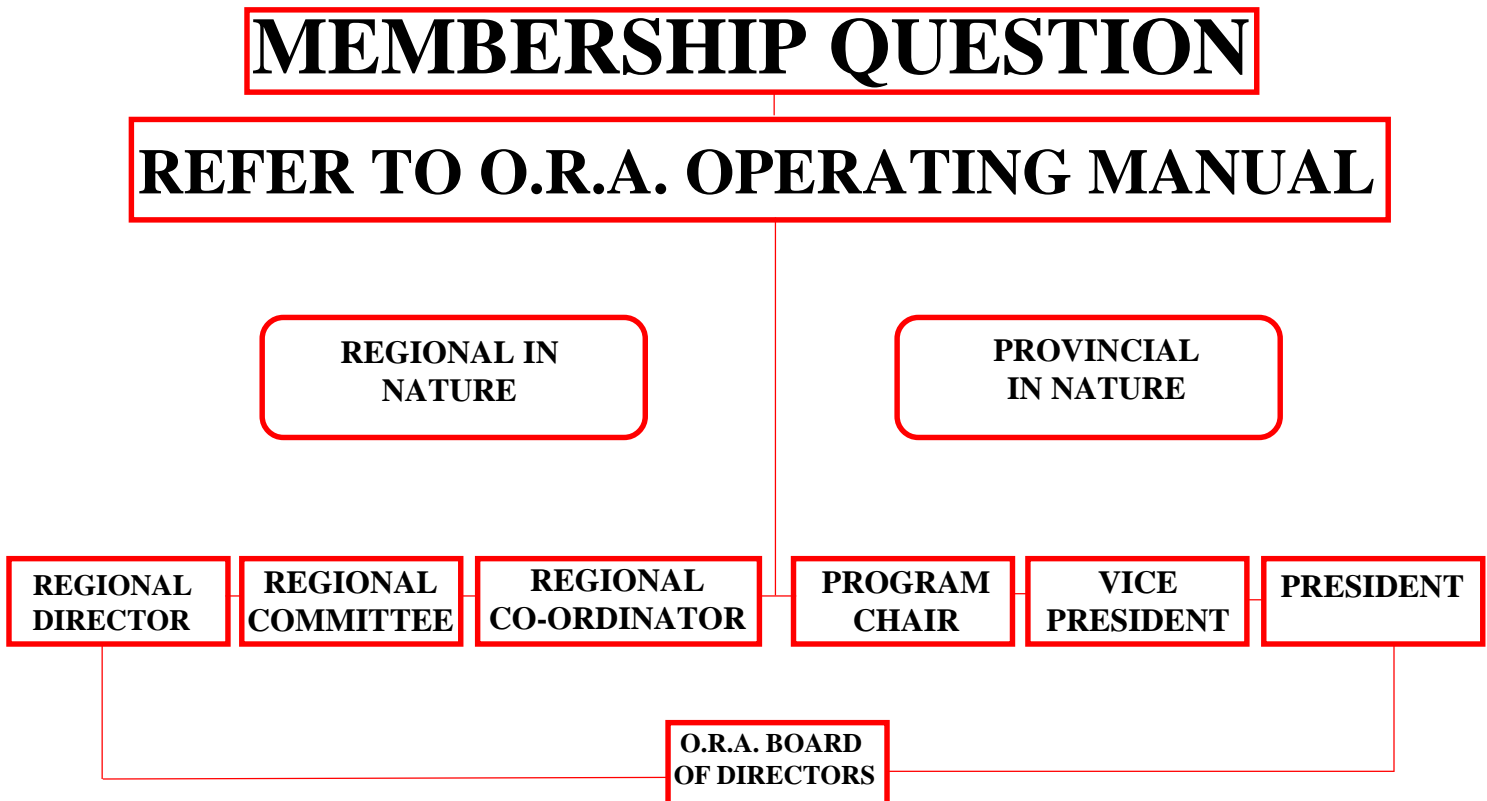 MEMBERSHIP QUESTION
REFER TO O.R.A. OPERATING MANUAL
REGIONAL IN
NATURE
PROVINCIAL
IN NATURE
REGIONAL
DIRECTOR
REGIONAL
COMMITTEE
REGIONAL
CO-ORDINATOR
PROGRAM
CHAIR
VICE
PRESIDENT
PRESIDENT
O.R.A. BOARD
OF DIRECTORS